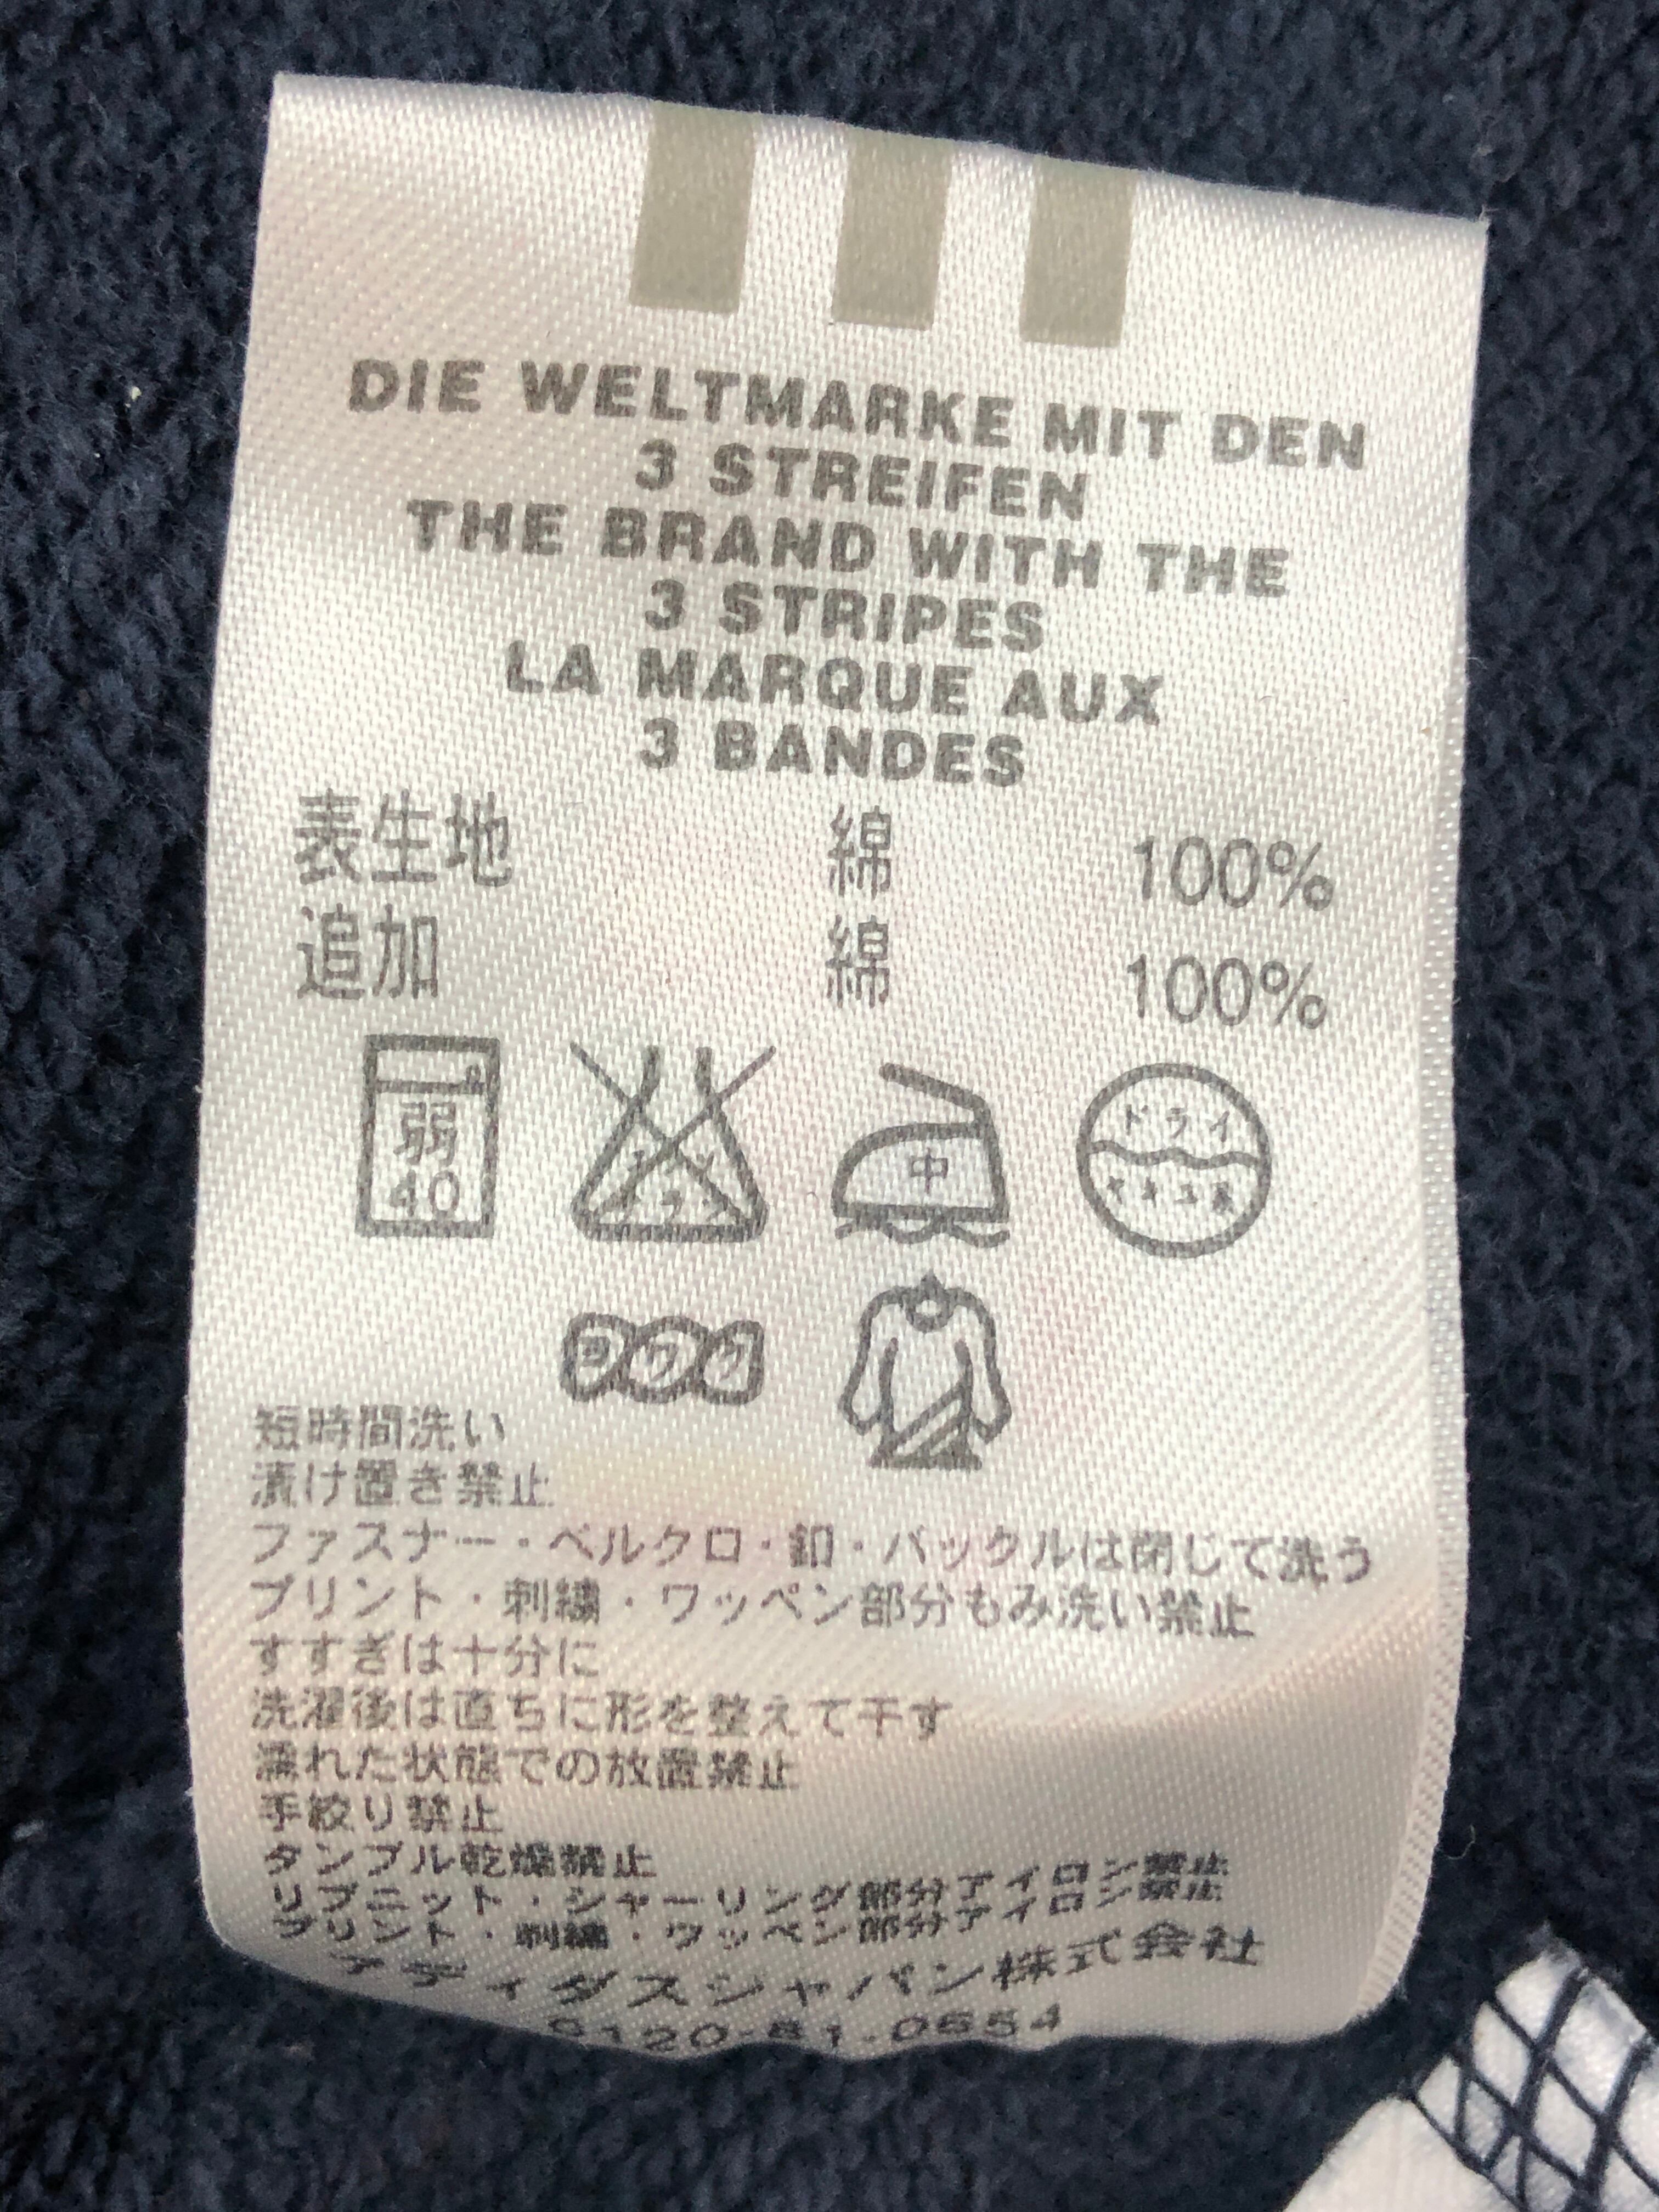 DIE WELTMARKE MIT DEN
3 STREIFEN
THE BRAND WITH THE
3 STRIPES
LA MARQUE AUX
3 BANDES
表生地 綿 100%
追加 綿 100%
弱
40
中
ドライ
短時間洗い
漬け置き禁止
ファスナー・ベルクロ・釦・バックルは閉じて洗う
プリント・刺繍・ワッペン部分もみ洗い禁止
すすぎは十分に
洗濯後は直ちに形を整えて干す
濡れた状態での放置禁止
手絞り禁止
タンブル乾燥禁止
リブニット・シャーリング部分アイロン禁止
プリント・刺繍・ワッペン部分アイロン禁止
アディダスジャパン株式会社
0120-81-0654